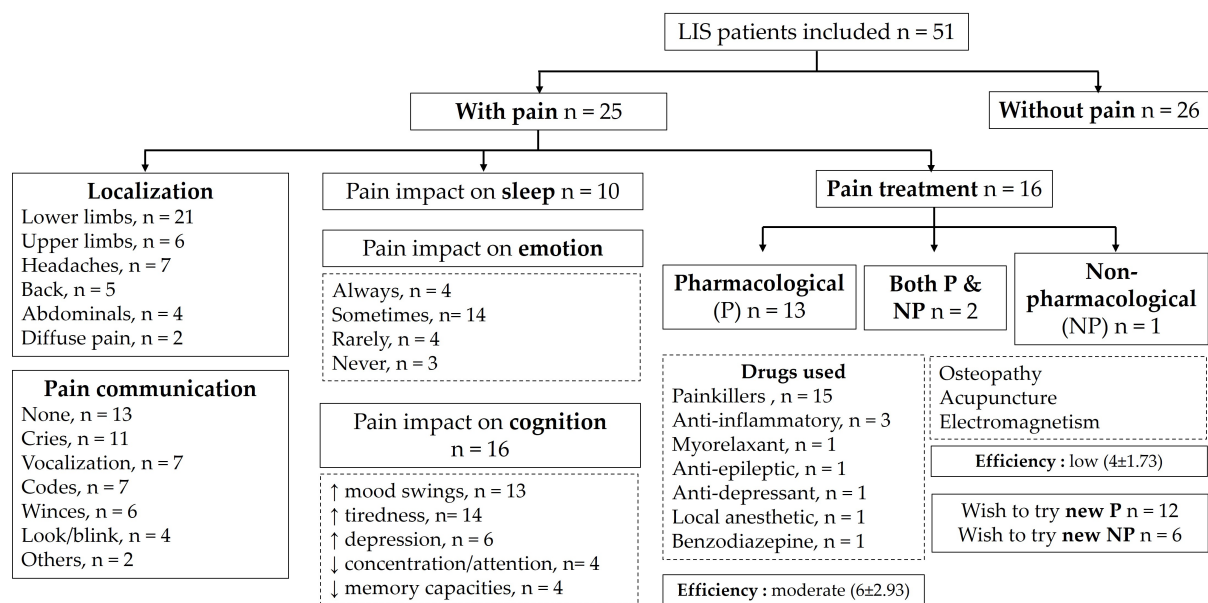 LIS patients included n = 51
With pain n = 25
Without pain n = 26
Localization
Lower limbs, n = 21
Upper limbs, n = 6
Headaches, n = 7
Back, n = 5
Abdominals, n = 4
Diffuse pain, n = 2
Pain communication
None, n = 13
Cries, n = 11
Vocalization, n = 7
Codes, n = 7
Winces, n = 6
Look/blink, n = 4
Others, n = 2
Pain impact on sleep n = 10
Pain impact on emotion
Always, n = 4
Sometimes, n= 14
Rarely, n = 4
Never, n = 3
Pain impact on cognition
n = 16
↑ mood swings, n = 13
↑ tiredness, n= 14
↑ depression, n = 6
↓ concentration/attention, n= 4
↓ memory capacities, n = 4
Pain treatment n = 16
Pharmacological
(P) n = 13
Both P &
NP n = 2
Non-
pharmacological
(NP) n = 1
Drugs used
Painkillers , n = 15
Anti-inflammatory, n = 3
Myorelaxant, n = 1
Anti-epileptic, n = 1
Anti-depressant, n = 1
Local anesthetic, n = 1
Benzodiazepine, n = 1
Efficiency : moderate (6±2.93)
Osteopathy
Acupuncture
Electromagnetism
Efficiency : low (4±1.73)
Wish to try new P n = 12
Wish to try new NP n = 6